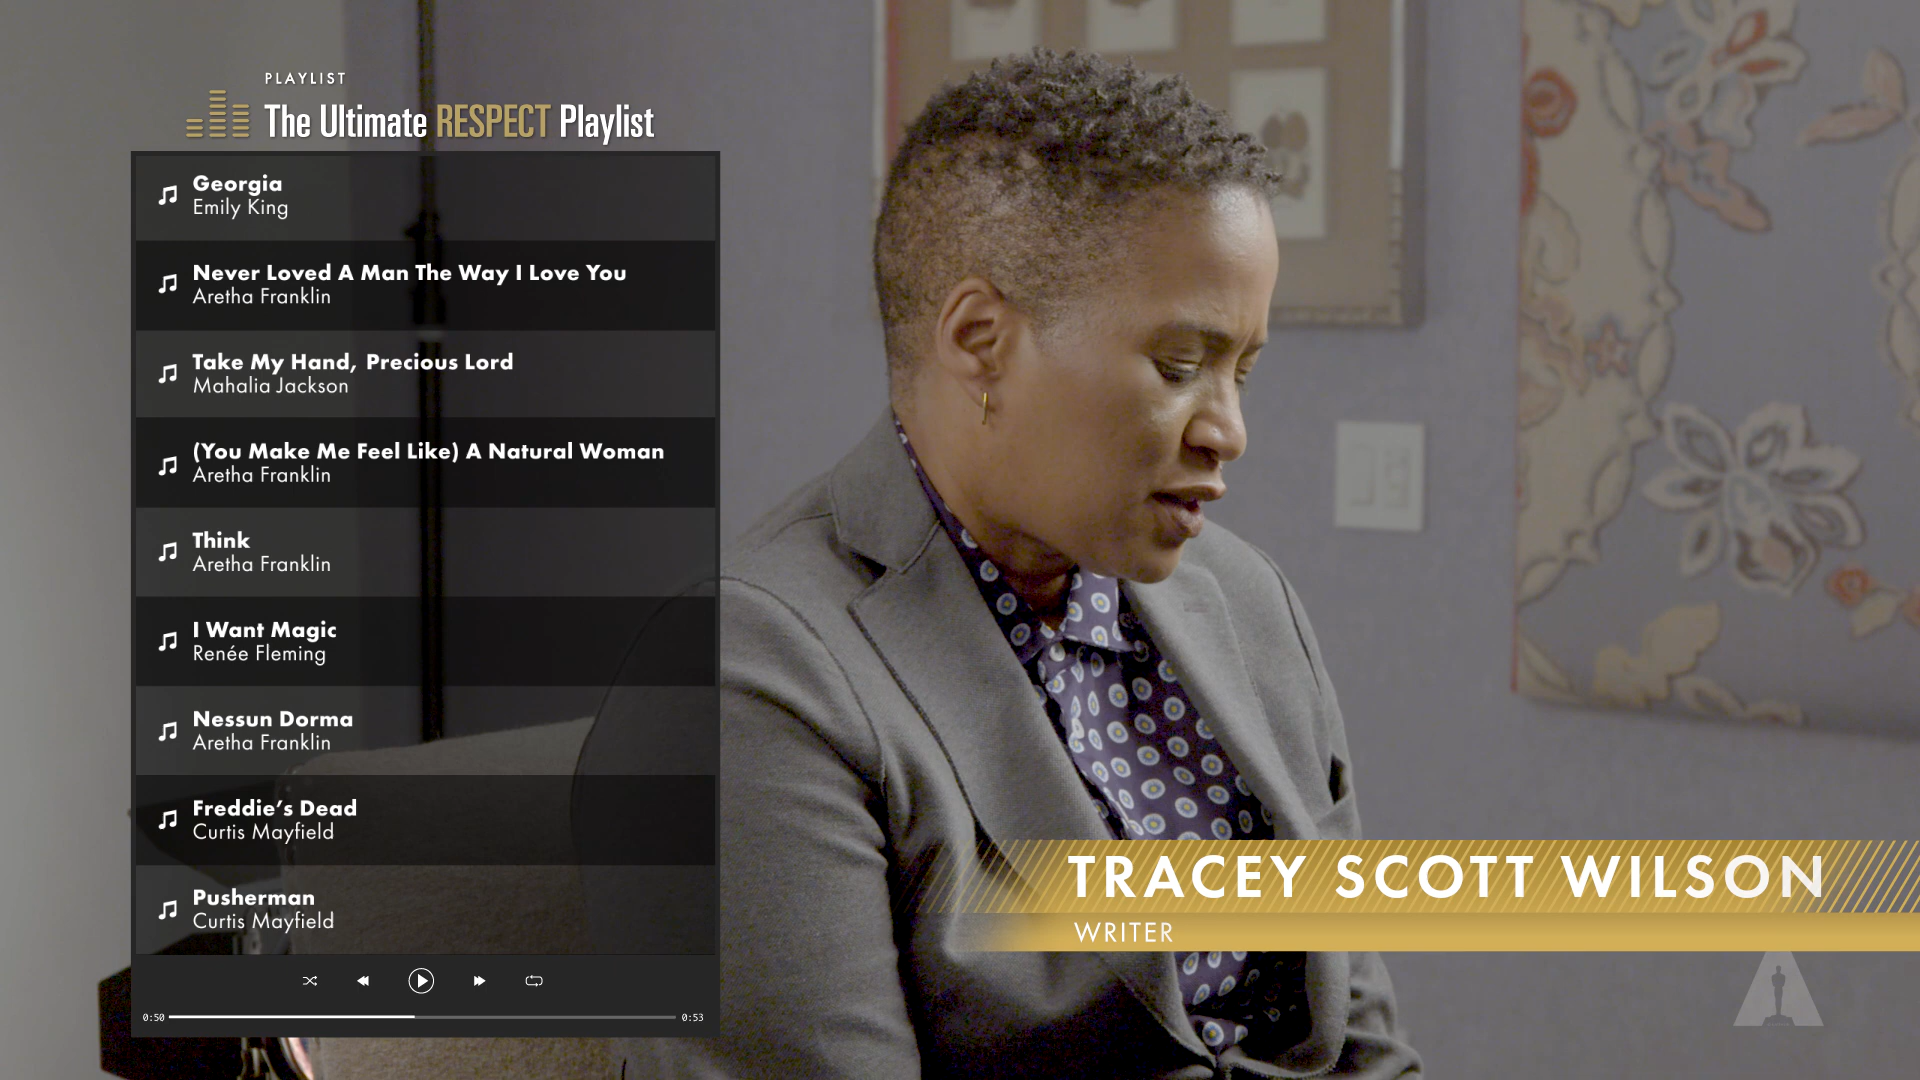 PLAYLIST
The Ultimate RESPECT Playlist
Georgia
Emily King
Never Loved A Man The Way I Love You
Aretha Franklin
Take My Hand, Precious Lord
Mahalia Jackson
(You Make Me Feel Like) A Natural Woman
Aretha Franklin
Think
Aretha Franklin
I Want Magic
Renée Fleming
Nessun Dorma
Aretha Franklin
Freddie's Dead
Curtis Mayfield
Pusherman
Curtis Mayfield
0:50
0:53
TRACEY SCOTT WILSON
WRITER